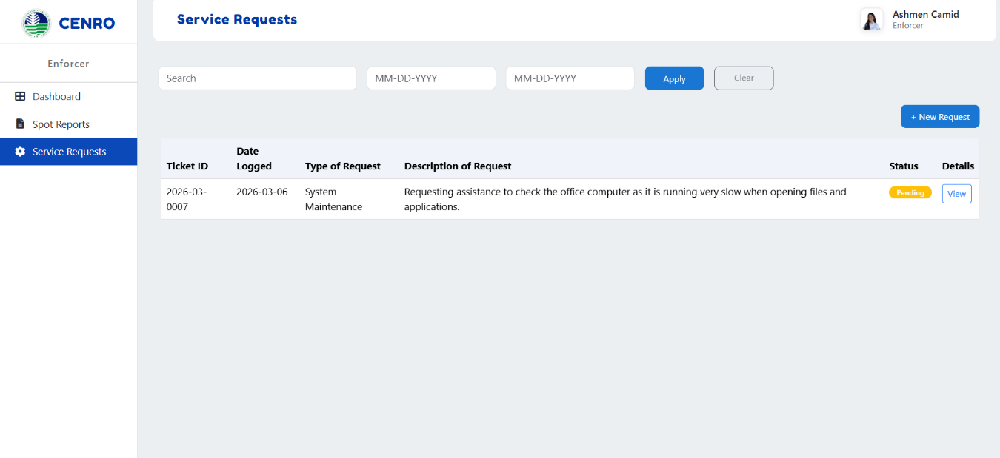 CENRO
Service Requests
Ashmen Camid
Enforcer
Enforcer
Dashboard
Spot Reports
Service Requests
Search
MM-DD-YYYY
MM-DD-YYYY
Apply
Clear
+ New Request
Ticket ID
Date
Logged
Type of Request
Description of Request
Status
Details
2026-03-
0007
2026-03-06
System
Maintenance
Requesting assistance to check the office computer as it is running very slow when opening files and
applications.
Pending
View